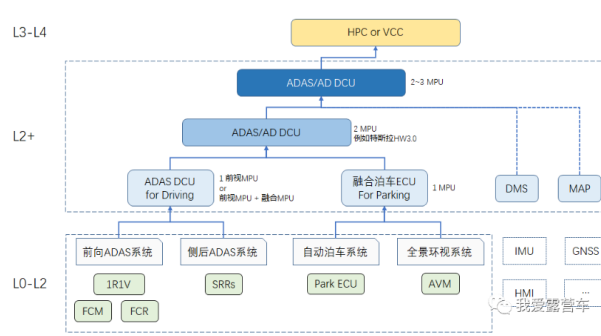 L3-L4
HPC or VCC
ADAS/AD DCU
2~3 MPU
L2+
ADAS/AD DCU
2 MPU
例如特斯拉HW3.0
ADAS DCU
for Driving
1 前视MPU
or
前视MPU + 融合MPU
融合泊车ECU
For Parking
1 MPU
DMS
MAP
L0-L2
前向ADAS系统
侧后ADAS系统
自动泊车系统
全景环视系统
IMU
GNSS
1R1V
SRRs
Park ECU
AVM
FCM
FCR
HMI
...
我爱露营车